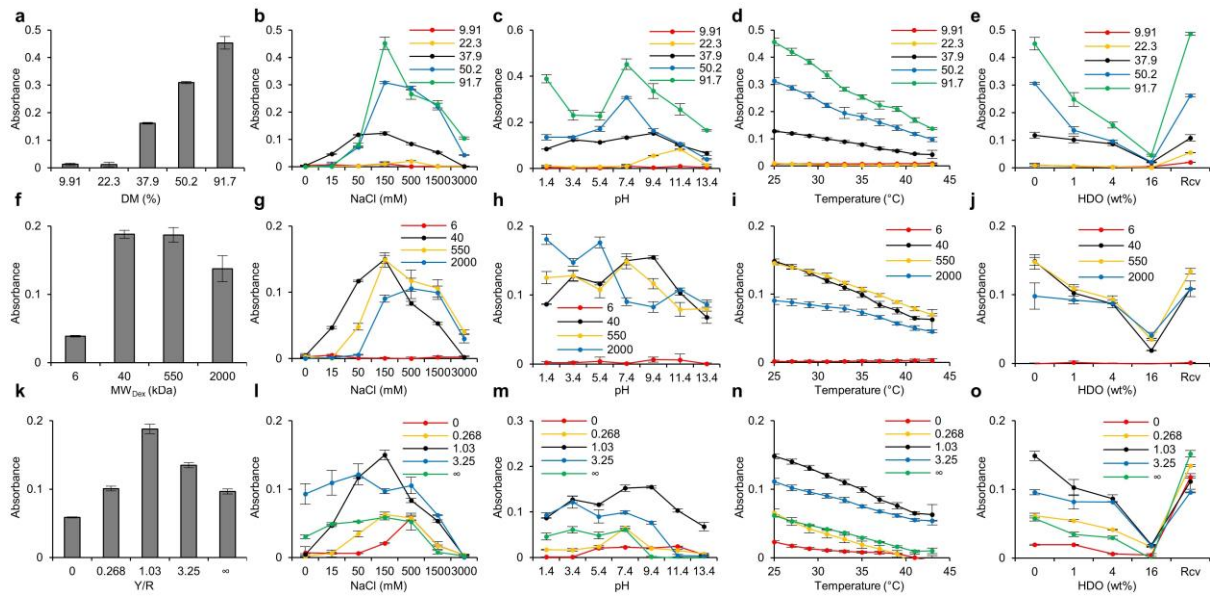 a
Absorbance
0.5
0.4
0.3
0.2
0.1
0
9.91 22.3 37.9 50.2 91.7
DM (%)
b
Absorbance
0.6
0.4
0.2
0
0 15 50 150 500 1500 3000
NaCl (mM)
9.91
22.3
37.9
50.2
91.7
c
Absorbance
0.6
0.4
0.2
0
1.4 3.4 5.4 7.4 9.4 11.4 13.4
pH
9.91
22.3
37.9
50.2
91.7
d
Absorbance
0.5
0.4
0.3
0.2
0.1
0
25 30 35 40 45
Temperature (°C)
9.91
22.3
37.9
50.2
91.7
e
Absorbance
0.5
0.4
0.3
0.2
0.1
0
0 1 4 16 Rcv
HDO (wt%)
9.91
22.3
37.9
50.2
91.7
f
Absorbance
0.2
0.1
0
6 40 550 2000
MWDex (kDa)
g
Absorbance
0.2
0.1
0
0 15 50 150 500 1500 3000
NaCl (mM)
6
40
550
2000
h
Absorbance
0.2
0.1
0
1.4 3.4 5.4 7.4 9.4 11.4 13.4
pH
6
40
550
2000
i
Absorbance
0.2
0.1
0
25 30 35 40 45
Temperature (°C)
6
40
550
2000
j
Absorbance
0.2
0.1
0
0 1 4 16 Rcv
HDO (wt%)
6
40
550
2000
k
Absorbance
0.2
0.1
0
0 0.268 1.03 3.25 ∞
Y/R
l
Absorbance
0.2
0.1
0
0 15 50 150 500 1500 3000
NaCl (mM)
0
0.268
1.03
3.25
∞
m
Absorbance
0.3
0.2
0.1
0
1.4 3.4 5.4 7.4 9.4 11.4 13.4
pH
0
0.268
1.03
3.25
∞
n
Absorbance
0.2
0.1
0
25 30 35 40 45
Temperature (°C)
0
0.268
1.03
3.25
∞
o
Absorbance
0.2
0.1
0
0 1 4 16 Rcv
HDO (wt%)
0
0.268
1.03
3.25
∞